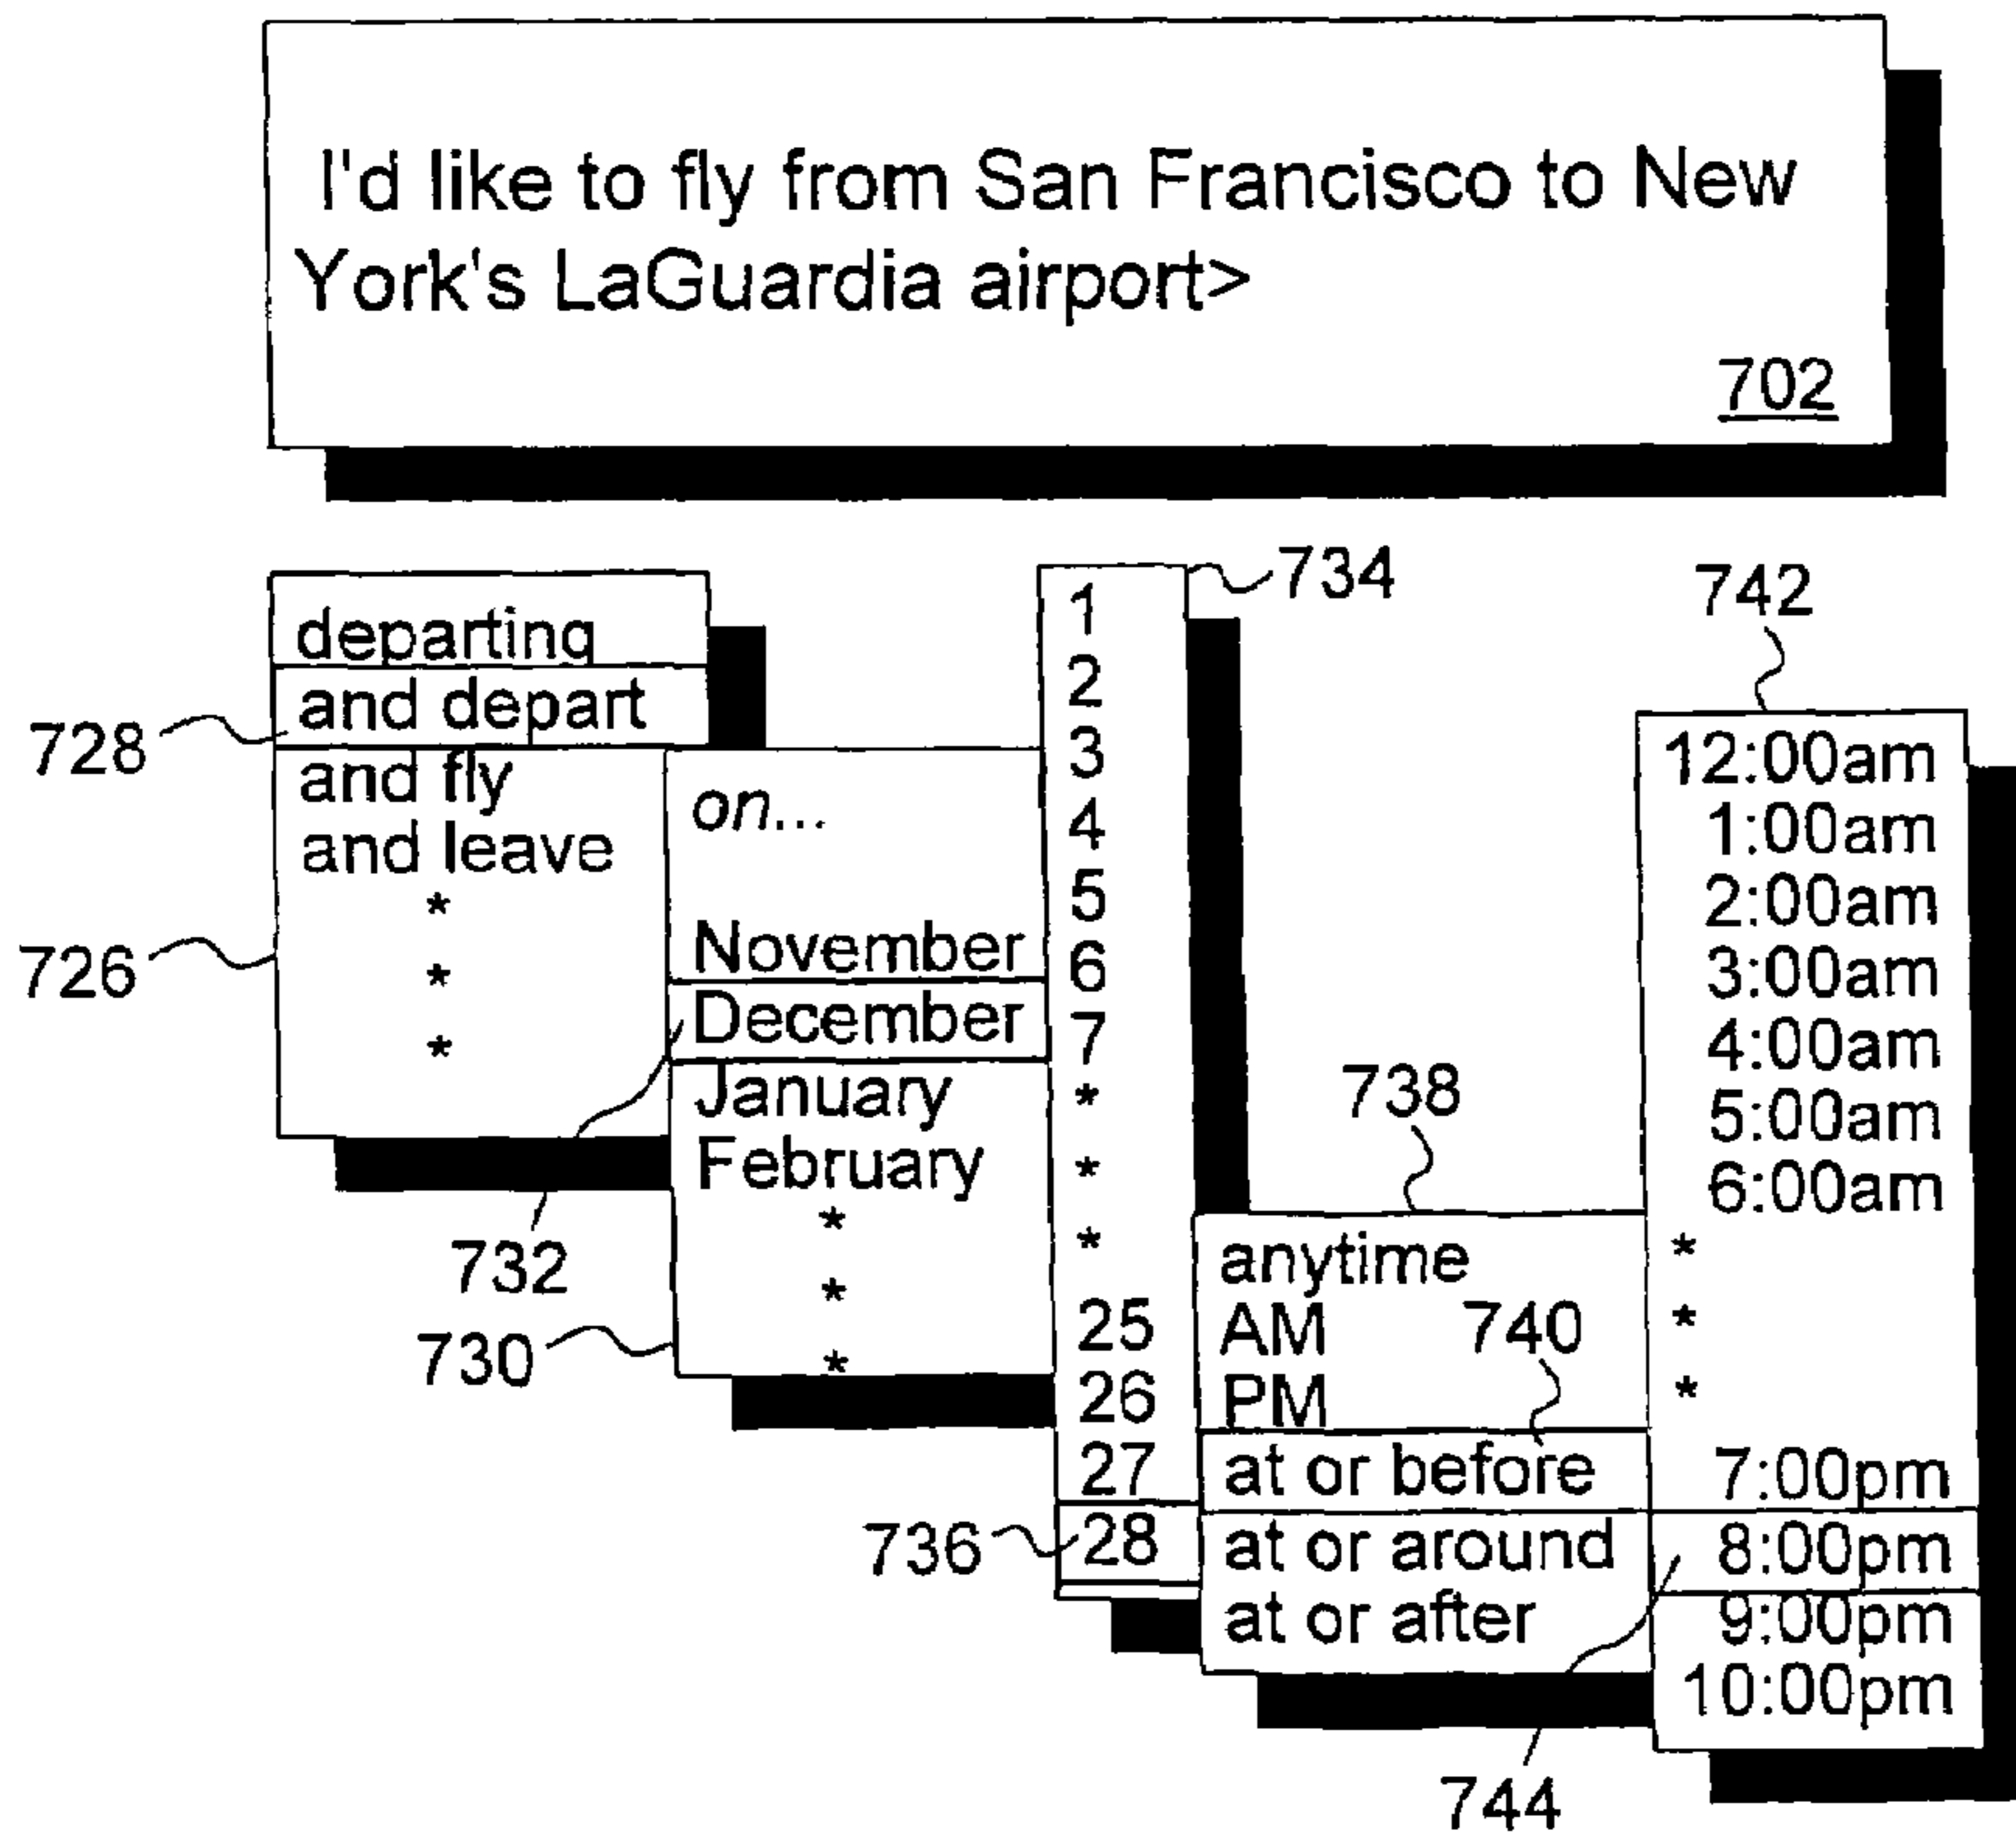 I'd like to fly from San Francisco to New
York's LaGuardia airport>
702
departing
and depart
and fly
and leave
*
*
*
728
726
on...
November
December
January
February
*
*
*
732
730
734
1
2
3
4
5
6
7
*
*
*
25
26
27
28
736
738
anytime
AM
PM
740
at or before
at or around
at or after
742
12:00am
1:00am
2:00am
3:00am
4:00am
5:00am
6:00am
*
*
*
7:00pm
8:00pm
9:00pm
10:00pm
744